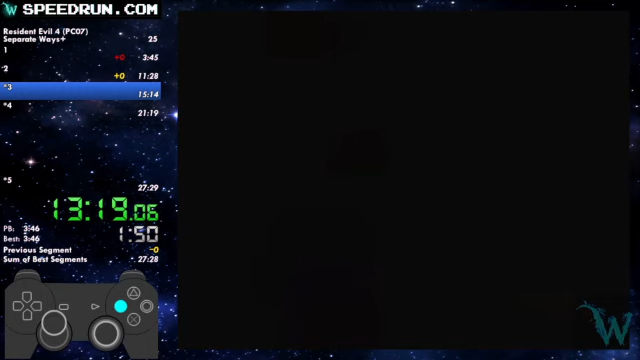 W SPEEDRUN.COM
Resident Evil 4 (PC07)
Separate Ways+ 25
1
+0 3:45
2
+0 11:28
*3
15:14
*4
21:19
*5
27:29
13:19.06
PB: 3:46
Best: 3:46
1:50
Previous Segment -0
Sum of Best Segments 27:28
W